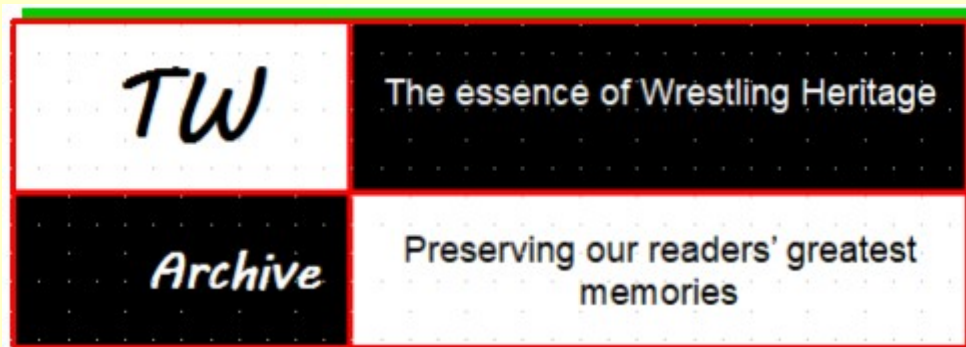 TW
The essence of Wrestling Heritage
Archive
Preserving our readers’ greatest
memories